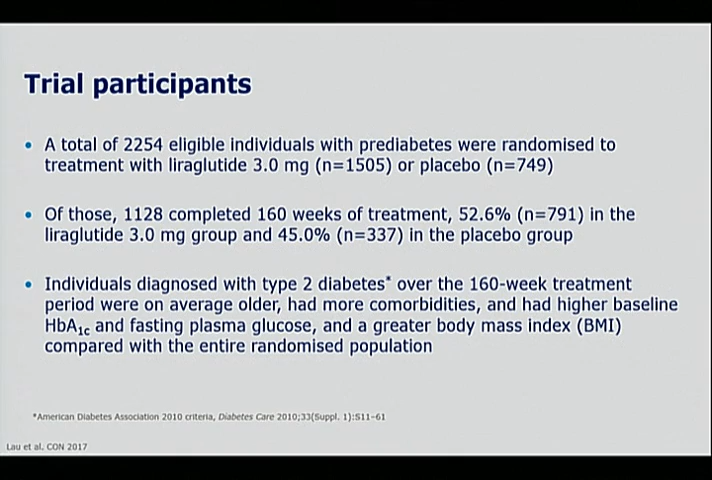 Trial participants
• A total of 2254 eligible individuals with prediabetes were randomised to
treatment with liraglutide 3.0 mg (n=1505) or placebo (n=749)
• Of those, 1128 completed 160 weeks of treatment, 52.6% (n=791) in the
liraglutide 3.0 mg group and 45.0% (n=337) in the placebo group
• Individuals diagnosed with type 2 diabetes* over the 160-week treatment
period were on average older, had more comorbidities, and had higher baseline
HbA1c and fasting plasma glucose, and a greater body mass index (BMI)
compared with the entire randomised population
*American Diabetes Association 2010 criteria, Diabetes Care 2010;33(Suppl. 1):S11–61
Lau et al. CON 2017